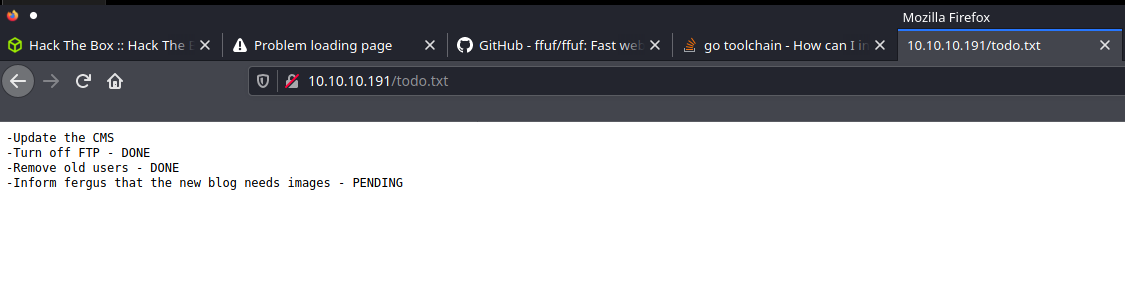 Mozilla Firefox
Hack The Box :: Hack The
Problem loading page
GitHub - ffuf/ffuf: Fast web
go toolchain - How can I in
10.10.10.191/todo.txt
10.10.10.191/todo.txt
-Update the CMS
-Turn off FTP - DONE
-Remove old users - DONE
-Inform fergus that the new blog needs images - PENDING